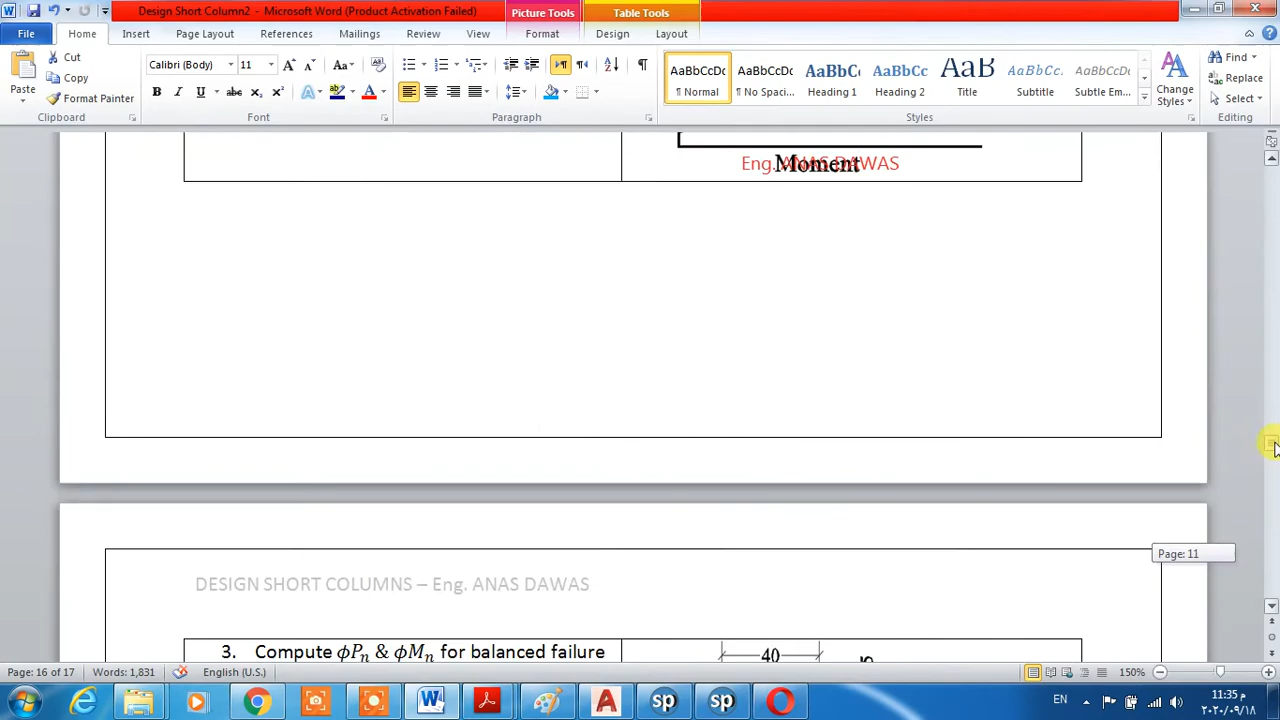 Design Short Column2 - Microsoft Word (Product Activation Failed)
Picture Tools
Table Tools
File
Home
Insert
Page Layout
References
Mailings
Review
View
Format
Design
Layout
Paste
Cut
Copy
Format Painter
Clipboard
Calibri (Body)
11
Font
Paragraph
AaBbCcDc
¶ Normal
AaBbCcDc
¶ No Spaci...
AaBbC
Heading 1
AaBbCc
Heading 2
AaB
Title
AaBbCc.
Subtitle
AaBbCcDc
Subtle Em...
Change Styles
Styles
Find
Replace
Select
Editing
Eng. ANAS DAWAS
Moment
Page: 11
DESIGN SHORT COLUMNS – Eng. ANAS DAWAS
3. Compute ϕPn & ϕMn for balanced failure
40
Page: 16 of 17
Words: 1,831
English (U.S.)
150%
EN
11:35 م
٢٠٢٠/٠٩/١٨